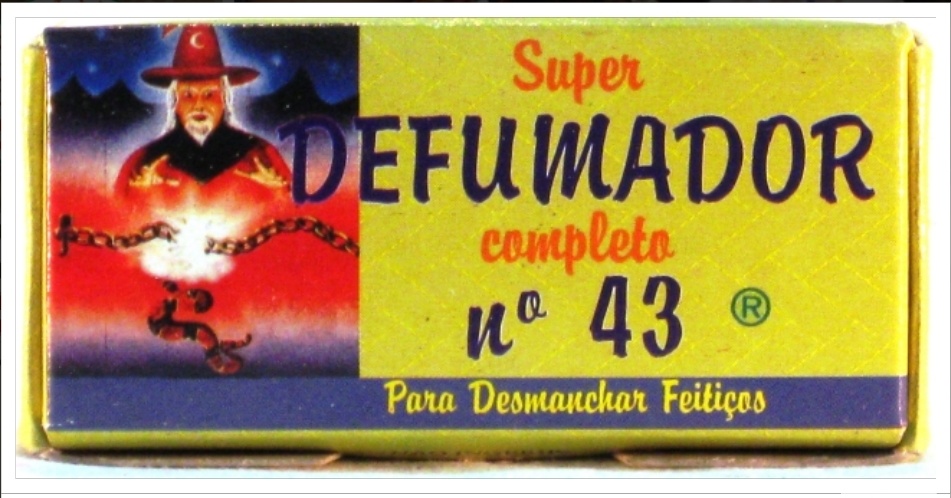 Super
DEFUMADOR
completo
nº 43 ®
Para Desmanchar Feitiços